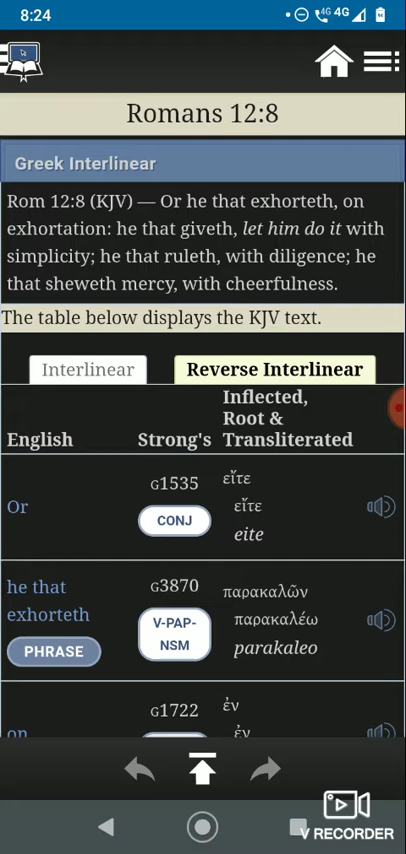 8:24
4G 4G
Romans 12:8
Greek Interlinear
Rom 12:8 (KJV) — Or he that exhorteth, on
exhortation: he that giveth, let him do it with
simplicity; he that ruleth, with diligence; he
that sheweth mercy, with cheerfulness.
The table below displays the KJV text.
Interlinear Reverse Interlinear
English Strong's Inflected,
Root &
Transliterated
Or G1535 εἴτε
CONJ εἴτε
eite
he that G3870 παρακαλῶν
exhorteth V-PAP-
NSM παρακαλέω
PHRASE parakaleo
on G1722 ἐν
ἐν
V RECORDER